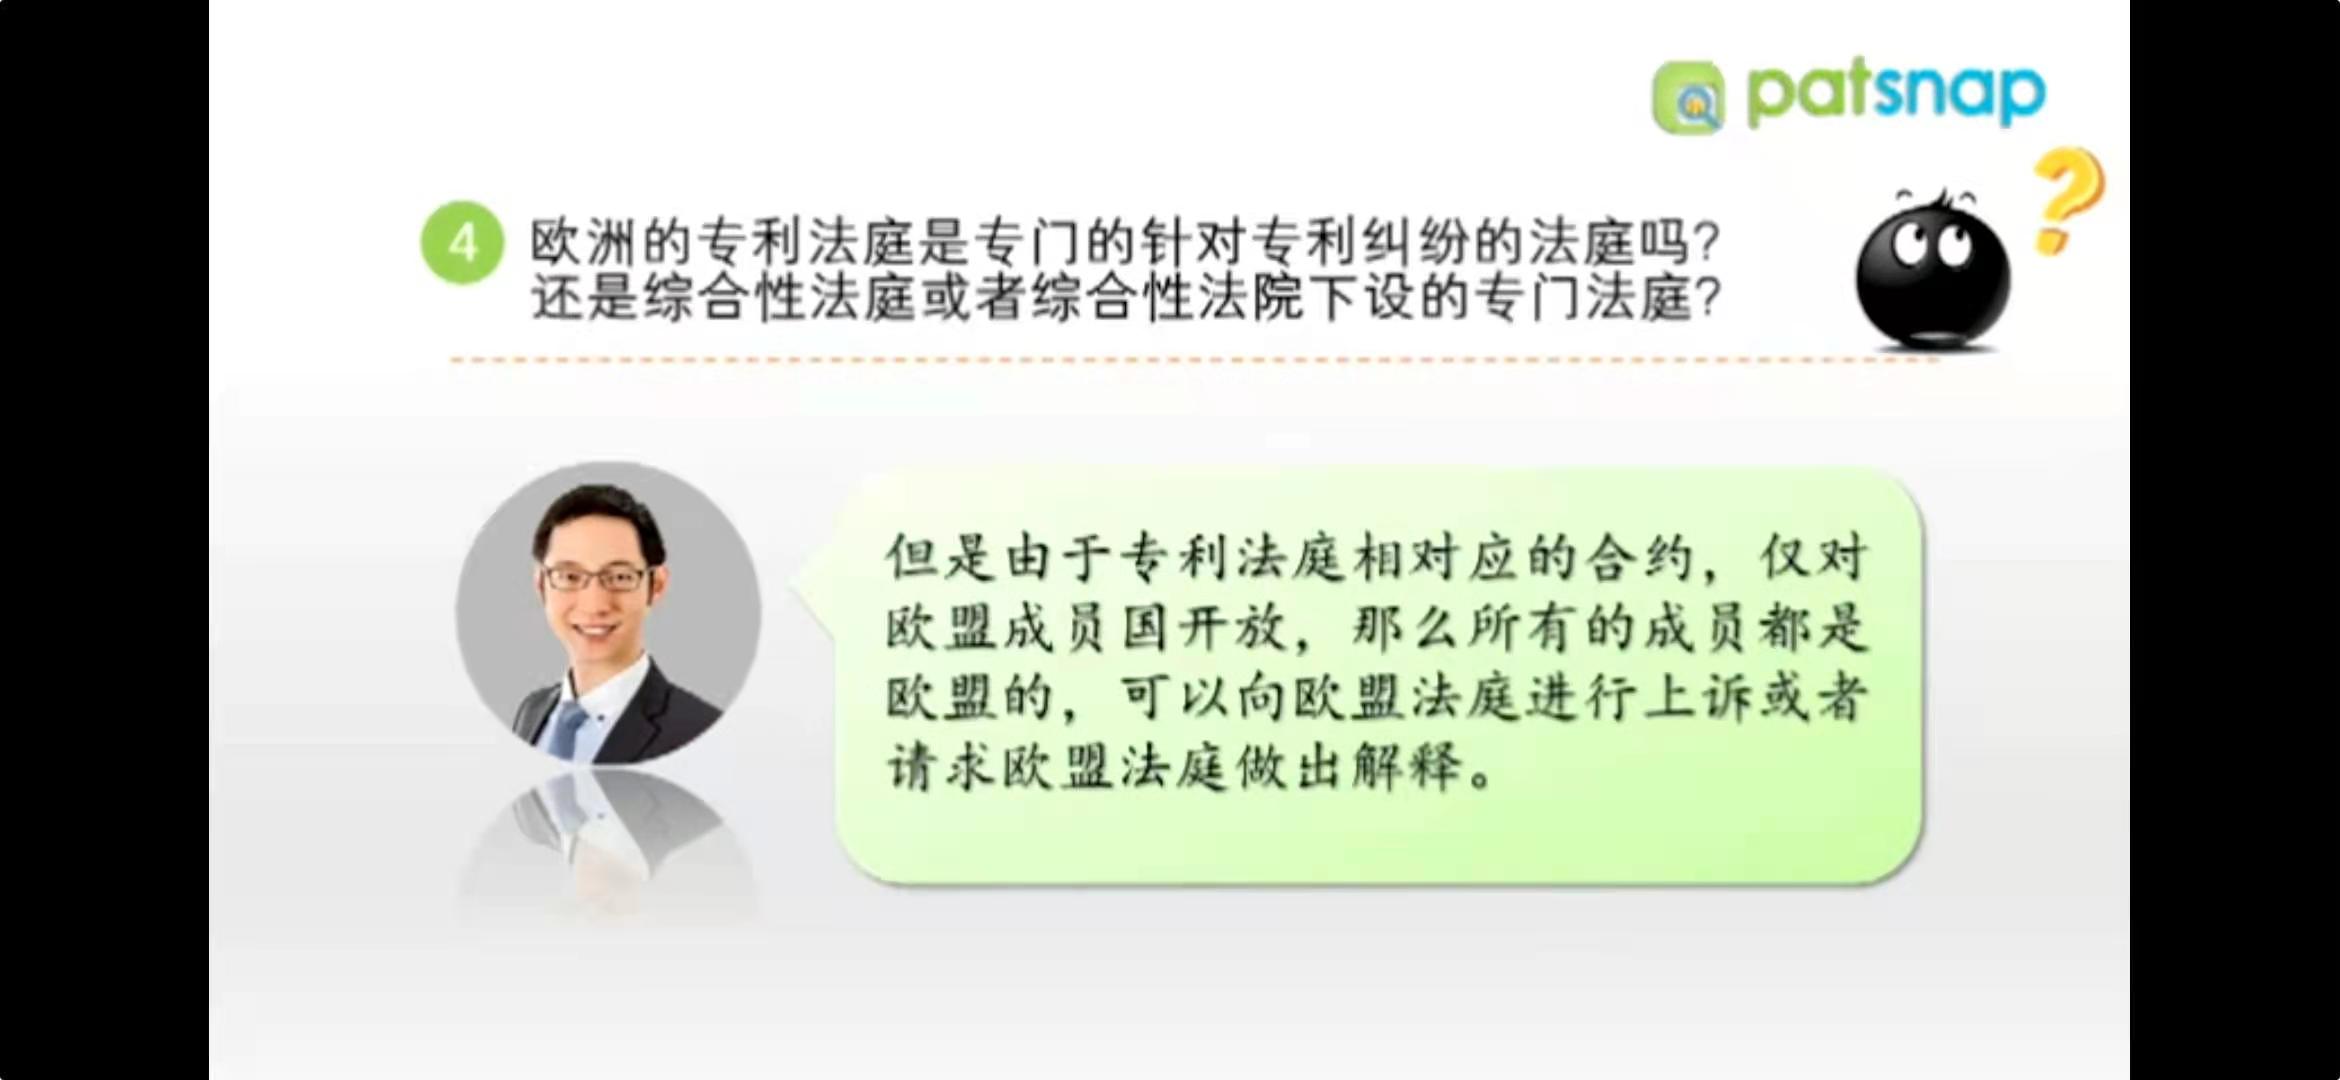 patsnap
4 欧洲的专利法庭是专门的针对专利纠纷的法庭吗?
还是综合性法庭或者综合性法院下设的专门法庭?
但是由于专利法庭相对应的合约，仅对
欧盟成员国开放，那么所有的成员都是
欧盟的，可以向欧盟法庭进行上诉或者
请求欧盟法庭做出解释。